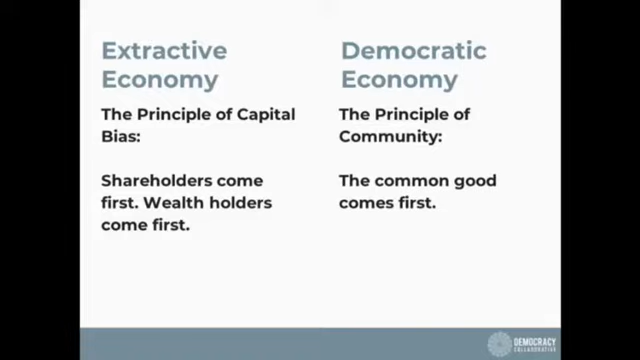 Extractive
Economy
The Principle of Capital
Bias:
Shareholders come
first. Wealth holders
come first.
Democratic
Economy
The Principle of
Community:
The common good
comes first.
DEMOCRACY
COLLABORATIVE